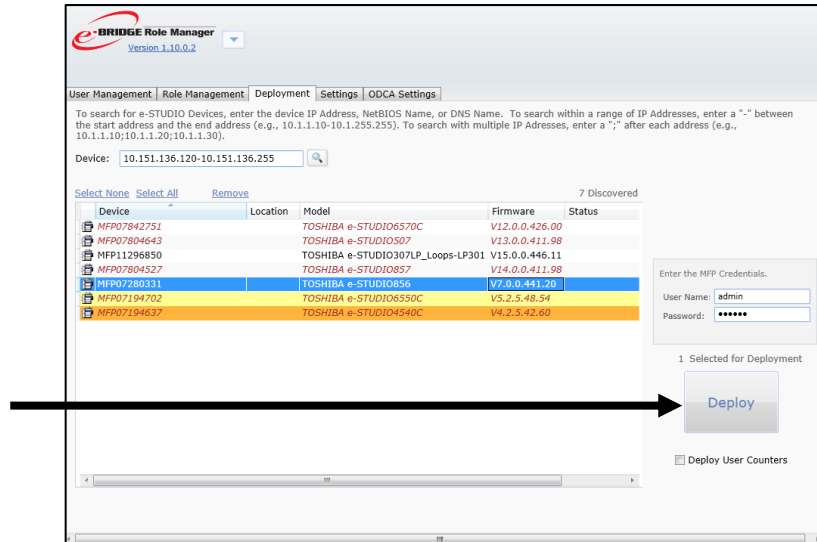 e-BRIDGE Role Manager
Version 1.10.0.2
User Management Role Management Deployment Settings ODCA Settings
To search for e-STUDIO Devices, enter the device IP Address, NetBIOS Name, or DNS Name. To search within a range of IP Addresses, enter a "-" between
the start address and the end address (e.g., 10.1.1.10-10.1.255.255). To search with multiple IP Adresses, enter a ";" after each address (e.g.,
10.1.1.10;10.1.1.20;10.1.1.30).
Device: 10.151.136.120-10.151.136.255
Select None Select All Remove 7 Discovered
Device Location Model Firmware Status
MFP07842751 TOSHIBA e-STUDIO6570C V12.0.0.426.00
MFP07804643 TOSHIBA e-STUDIO507 V13.0.0.411.98
MFP11296850 TOSHIBA e-STUDIO307LP_Loops-LP301 V15.0.0.446.11
MFP07804527 TOSHIBA e-STUDIO857 V14.0.0.411.98
MFP07280331 TOSHIBA e-STUDIO856 V7.0.0.441.20
MFP07194702 TOSHIBA e-STUDIO6550C V5.2.5.48.54
MFP07194637 TOSHIBA e-STUDIO4540C V4.2.5.42.60
Enter the MFP Credentials.
User Name: admin
Password: ••••••
1 Selected for Deployment
Deploy
Deploy User Counters